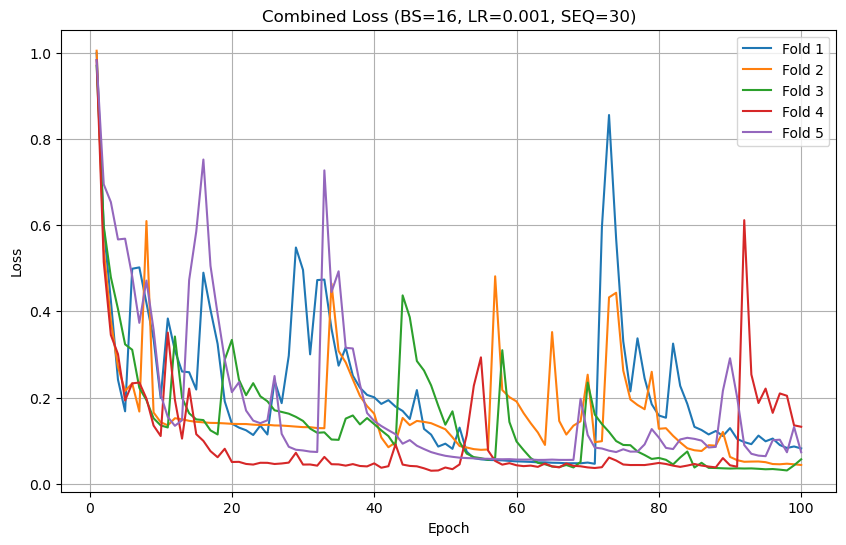 Combined Loss (BS=16, LR=0.001, SEQ=30)
Fold 1
Fold 2
Fold 3
Fold 4
Fold 5
1.0
0.8
0.6
0.4
0.2
0.0
Loss
0
20
40
60
80
100
Epoch